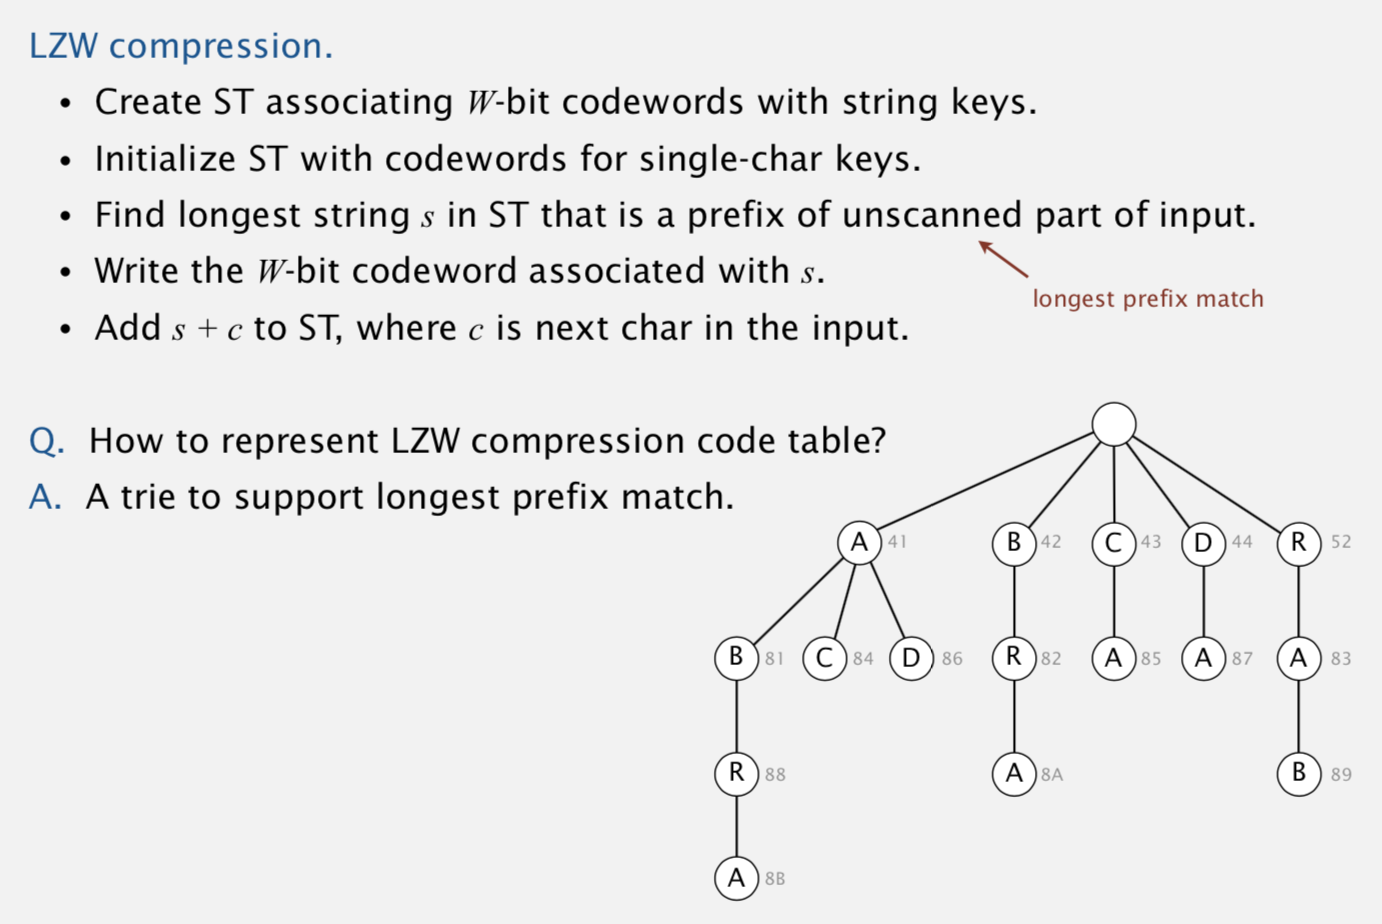 LZW compression.
• Create ST associating W-bit codewords with string keys.
• Initialize ST with codewords for single-char keys.
• Find longest string s in ST that is a prefix of unscanned part of input.
• Write the W-bit codeword associated with s.
longest prefix match
• Add s + c to ST, where c is next char in the input.
Q. How to represent LZW compression code table?
A. A trie to support longest prefix match.
A 41 B 42 C 43 D 44 R 52
B 81 C 84 D 86 R 82 A 85 A 87 A 83
R 88 A 8A B 89
A 8B